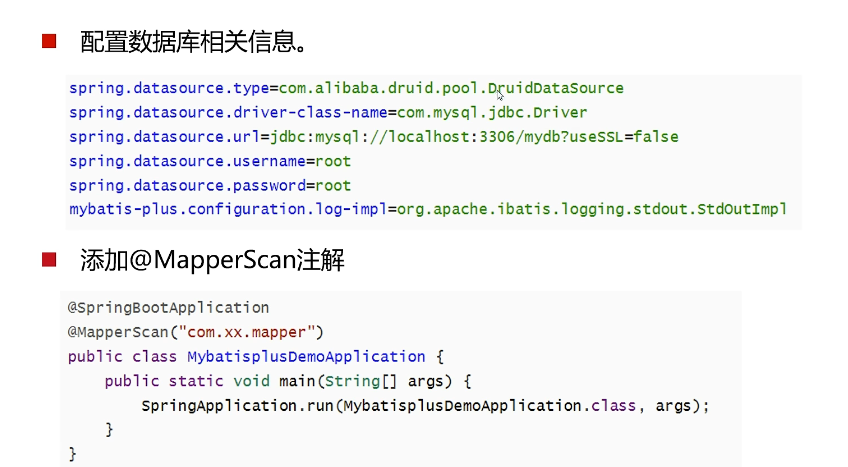 配置数据库相关信息。
spring.datasource.type=com.alibaba.druid.pool.DruidDataSource
spring.datasource.driver-class-name=com.mysql.jdbc.Driver
spring.datasource.url=jdbc:mysql://localhost:3306/mydb?useSSL=false
spring.datasource.username=root
spring.datasource.password=root
mybatis-plus.configuration.log-impl=org.apache.ibatis.logging.stdout.StdOutImpl
添加@MapperScan注解
@SpringBootApplication
@MapperScan("com.xx.mapper")
public class MybatisplusDemoApplication {
    public static void main(String[] args) {
        SpringApplication.run(MybatisplusDemoApplication.class, args);
    }
}